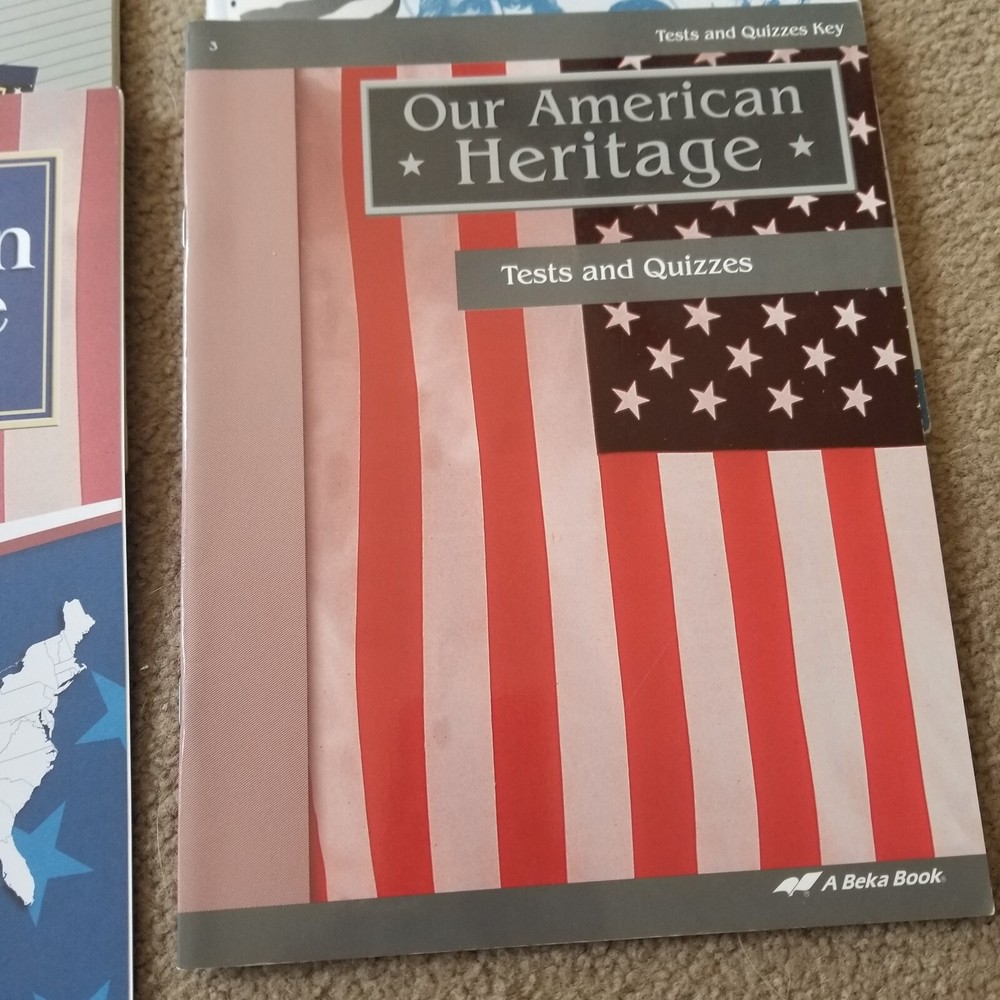 3
Tests and Quizzes Key
Our American
Heritage
Tests and Quizzes
n
e
A Beka Book